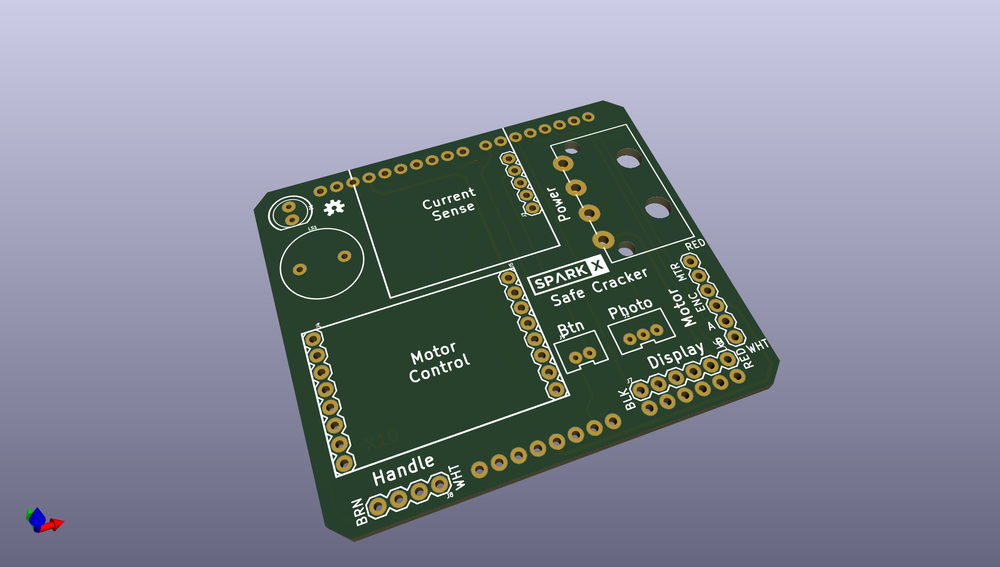 Current
Sense
Power
RED
SPARK X
Safe Cracker
MTR
ENC
Motor
Btn
Photo
A
B
WHT
Motor
Control
Display
RED
BLK
Handle
WHT
BRN